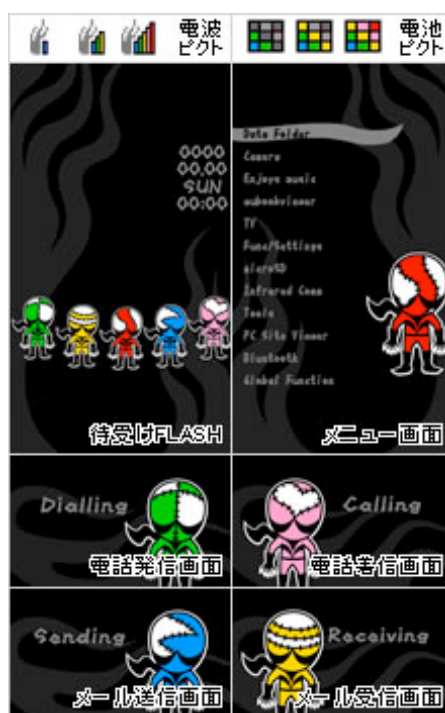 電波
ピクト
電池
ピクト
0000
00.00
SUN
00:00
待受けFLASH
Data Folder
Camera
Enjoye music
aubookviewer
TV
Func/Settings
microSD
Infrared Comm
Tools
PC Site Viewer
Bluetooth
Global Function
メニュー画面
Dialling
電話発信画面
Calling
電話着信画面
Sending
メール送信画面
Receiving
メール受信画面